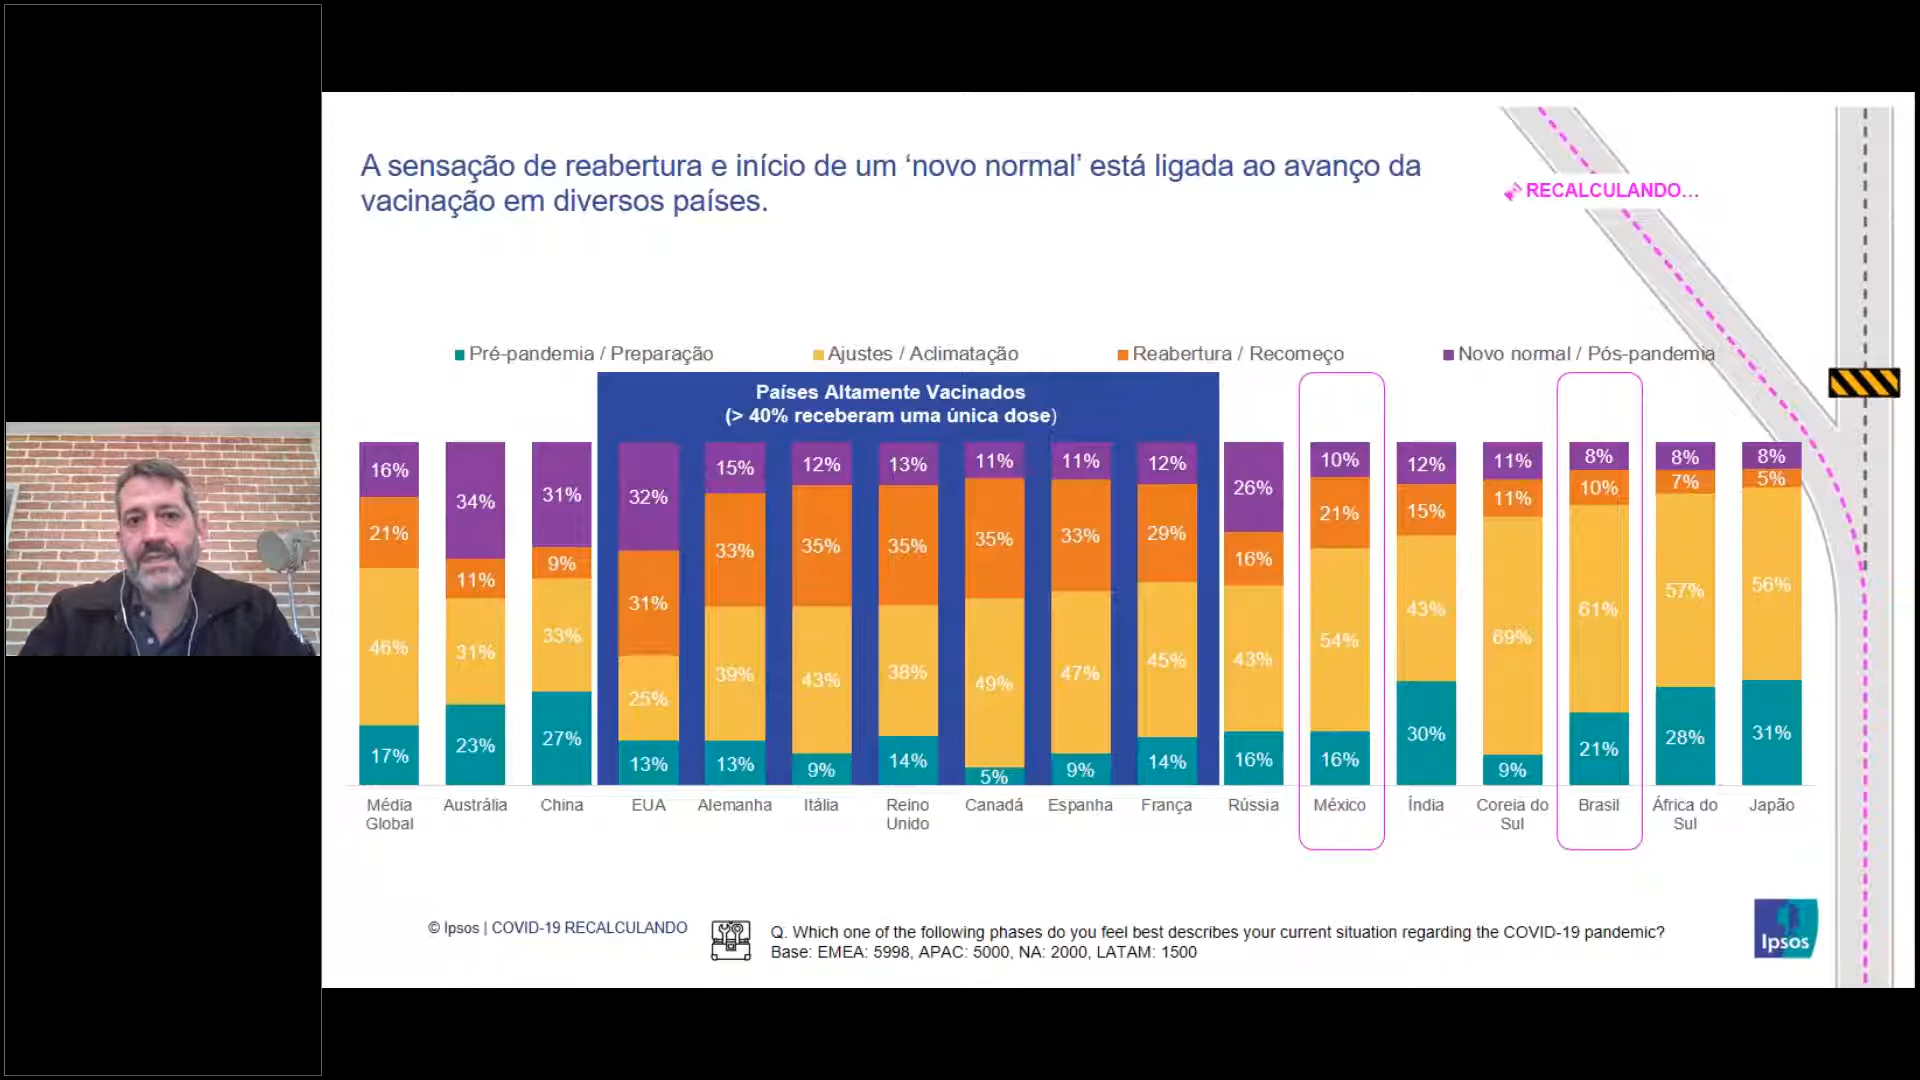 A sensação de reabertura e início de um ‘novo normal’ está ligada ao avanço da
vacinação em diversos países.
RECALCULANDO...
Pré-pandemia / Preparação
Ajustes / Aclimatação
Reabertura / Recomeço
Novo normal / Pós-pandemia
Países Altamente Vacinados
(> 40% receberam uma única dose)
16%
21%
46%
17%
Média
Global
34%
11%
31%
23%
Austrália
31%
9%
33%
27%
China
32%
31%
25%
13%
EUA
15%
33%
39%
13%
Alemanha
12%
35%
43%
9%
Itália
13%
35%
38%
14%
Reino
Unido
11%
35%
49%
5%
Canadá
11%
33%
47%
9%
Espanha
12%
29%
45%
14%
França
26%
16%
43%
16%
Rússia
10%
21%
54%
16%
México
12%
15%
43%
30%
Índia
11%
11%
69%
9%
Coreia do
Sul
8%
10%
61%
21%
Brasil
8%
7%
57%
28%
África do
Sul
8%
5%
56%
31%
Japão
© Ipsos | COVID-19 RECALCULANDO
Q. Which one of the following phases do you feel best describes your current situation regarding the COVID-19 pandemic?
Base: EMEA: 5998, APAC: 5000, NA: 2000, LATAM: 1500
Ipsos